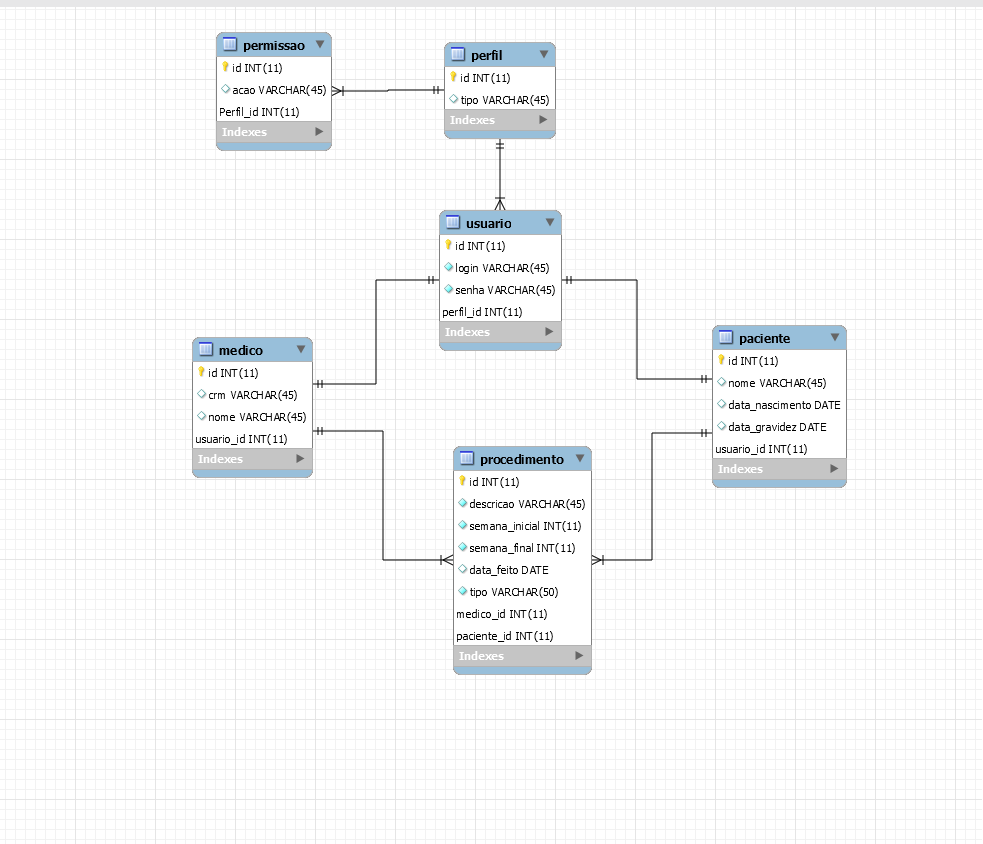 permissao
id INT(11)
acao VARCHAR(45)
Perfil_id INT(11)
Indexes
perfil
id INT(11)
tipo VARCHAR(45)
Indexes
usuario
id INT(11)
login VARCHAR(45)
senha VARCHAR(45)
perfil_id INT(11)
Indexes
medico
id INT(11)
crm VARCHAR(45)
nome VARCHAR(45)
usuario_id INT(11)
Indexes
paciente
id INT(11)
nome VARCHAR(45)
data_nascimento DATE
data_gravidez DATE
usuario_id INT(11)
Indexes
procedimento
id INT(11)
descricao VARCHAR(45)
semana_inicial INT(11)
semana_final INT(11)
data_feito DATE
tipo VARCHAR(50)
medico_id INT(11)
paciente_id INT(11)
Indexes